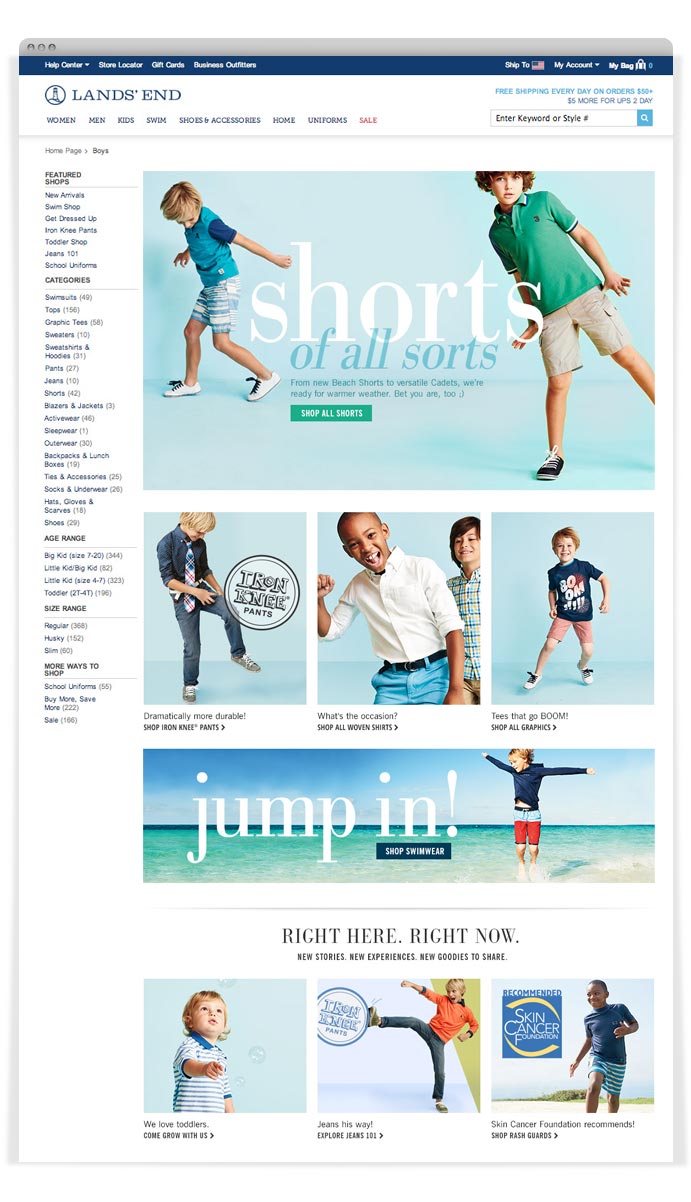 Help Center Store Locator Gift Cards Business Outfitters Ship To My Account My Bag 0
LANDS' END
FREE SHIPPING EVERY DAY ON ORDERS $50+
$5 MORE FOR UPS 2 DAY
WOMEN MEN KIDS SWIM SHOES & ACCESSORIES HOME UNIFORMS SALE
Enter Keyword or Style #
Home Page > Boys
FEATURED
SHOPS
New Arrivals
Swim Shop
Get Dressed Up
Iron Knee Pants
Toddler Shop
Jeans 101
School Uniforms
CATEGORIES
Swimsuits (49)
Tops (156)
Graphic Tees (58)
Sweaters (10)
Sweatshirts &
Hoodies (31)
Pants (27)
Jeans (10)
Shorts (42)
Blazers & Jackets (3)
Activewear (46)
Sleepwear (1)
Outerwear (30)
Backpacks & Lunch
Boxes (19)
Ties & Accessories (25)
Socks & Underwear (26)
Hats, Gloves &
Scarves (18)
Shoes (29)
AGE RANGE
Big Kid (size 7-20) (344)
Little Kid/Big Kid (82)
Little Kid (size 4-7) (323)
Toddler (2T-4T) (196)
SIZE RANGE
Regular (368)
Husky (152)
Slim (60)
MORE WAYS TO
SHOP
School Uniforms (55)
Buy More, Save
More (222)
Sale (166)
shorts
of all sorts
From new Beach Shorts to versatile Cadets, we're
ready for warmer weather. Bet you are, too ;)
SHOP ALL SHORTS
IRON
KNEE®
PANTS
BO
OM
!!!!
Dramatically more durable!
SHOP IRON KNEE® PANTS >
What's the occasion?
SHOP ALL WOVEN SHIRTS >
Tees that go BOOM!
SHOP ALL GRAPHICS >
jump in!
SHOP SWIMWEAR
RIGHT HERE. RIGHT NOW.
NEW STORIES. NEW EXPERIENCES. NEW GOODIES TO SHARE.
IRON
KNEE®
PANTS
RECOMMENDED
SKIN
CANCER
FOUNDATION
We love toddlers.
COME GROW WITH US >
Jeans his way!
EXPLORE JEANS 101 >
Skin Cancer Foundation recommends!
SHOP RASH GUARDS >